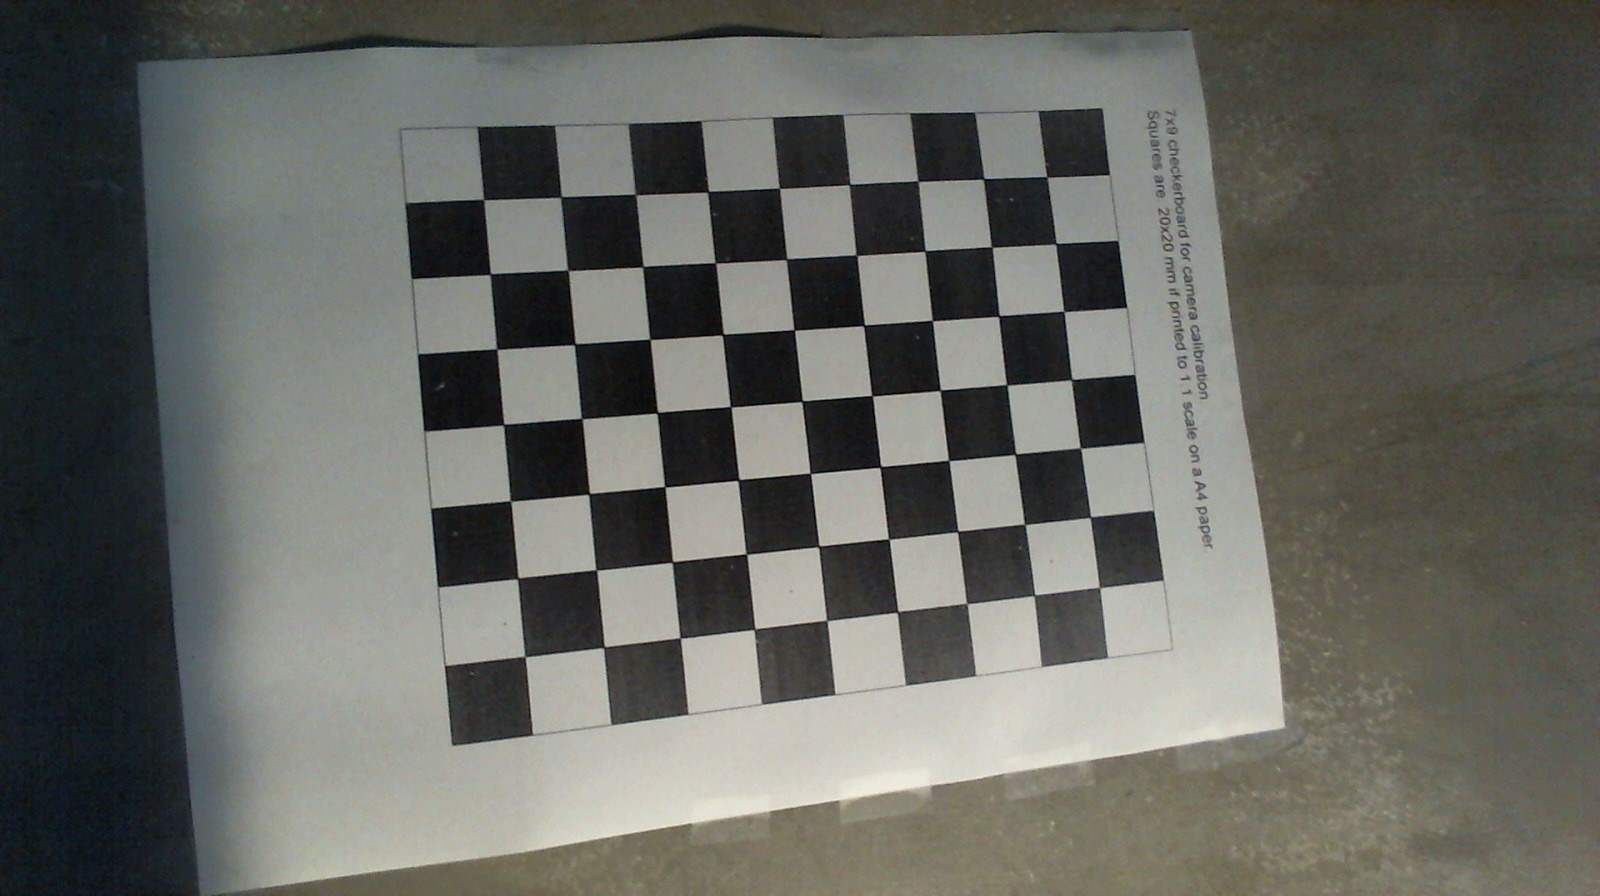 7x9 checkerboard for camera calibration
Squares are 20x20 mm if printed to 1 1 scale on a A4 paper.